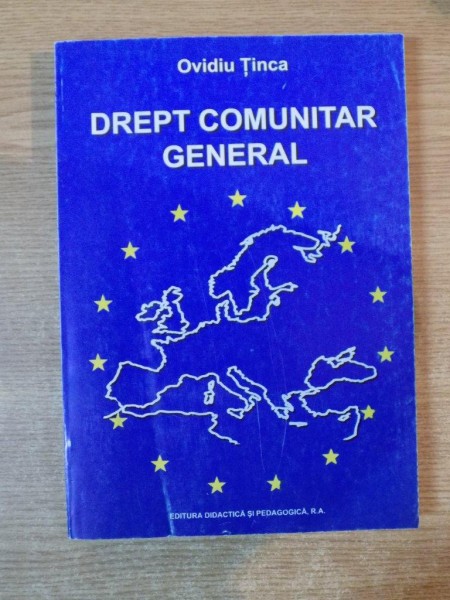 Ovidiu Ținca
DREPT COMUNITAR
GENERAL
EDITURA DIDACTICĂ ȘI PEDAGOGICĂ, R.A.